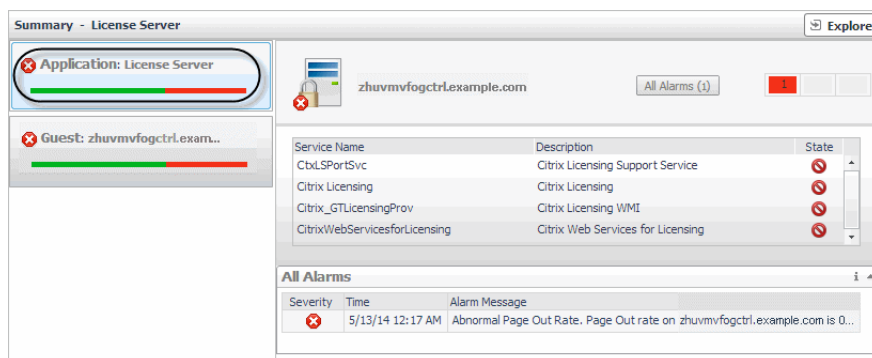 Summary - License Server
Explore
Application: License Server
Guest: zhuvmvfogctrl.exam...
zhuvmvfogctrl.example.com
All Alarms (1)
1
Service Name Description State
CtxLSPortSvc Citrix Licensing Support Service
Citrix Licensing Citrix Licensing
Citrix_GTLicensingProv Citrix Licensing WMI
CitrixWebServicesforLicensing Citrix Web Services for Licensing
All Alarms
Severity Time Alarm Message
5/13/14 12:17 AM Abnormal Page Out Rate. Page Out rate on zhuvmvfogctrl.example.com is 0...